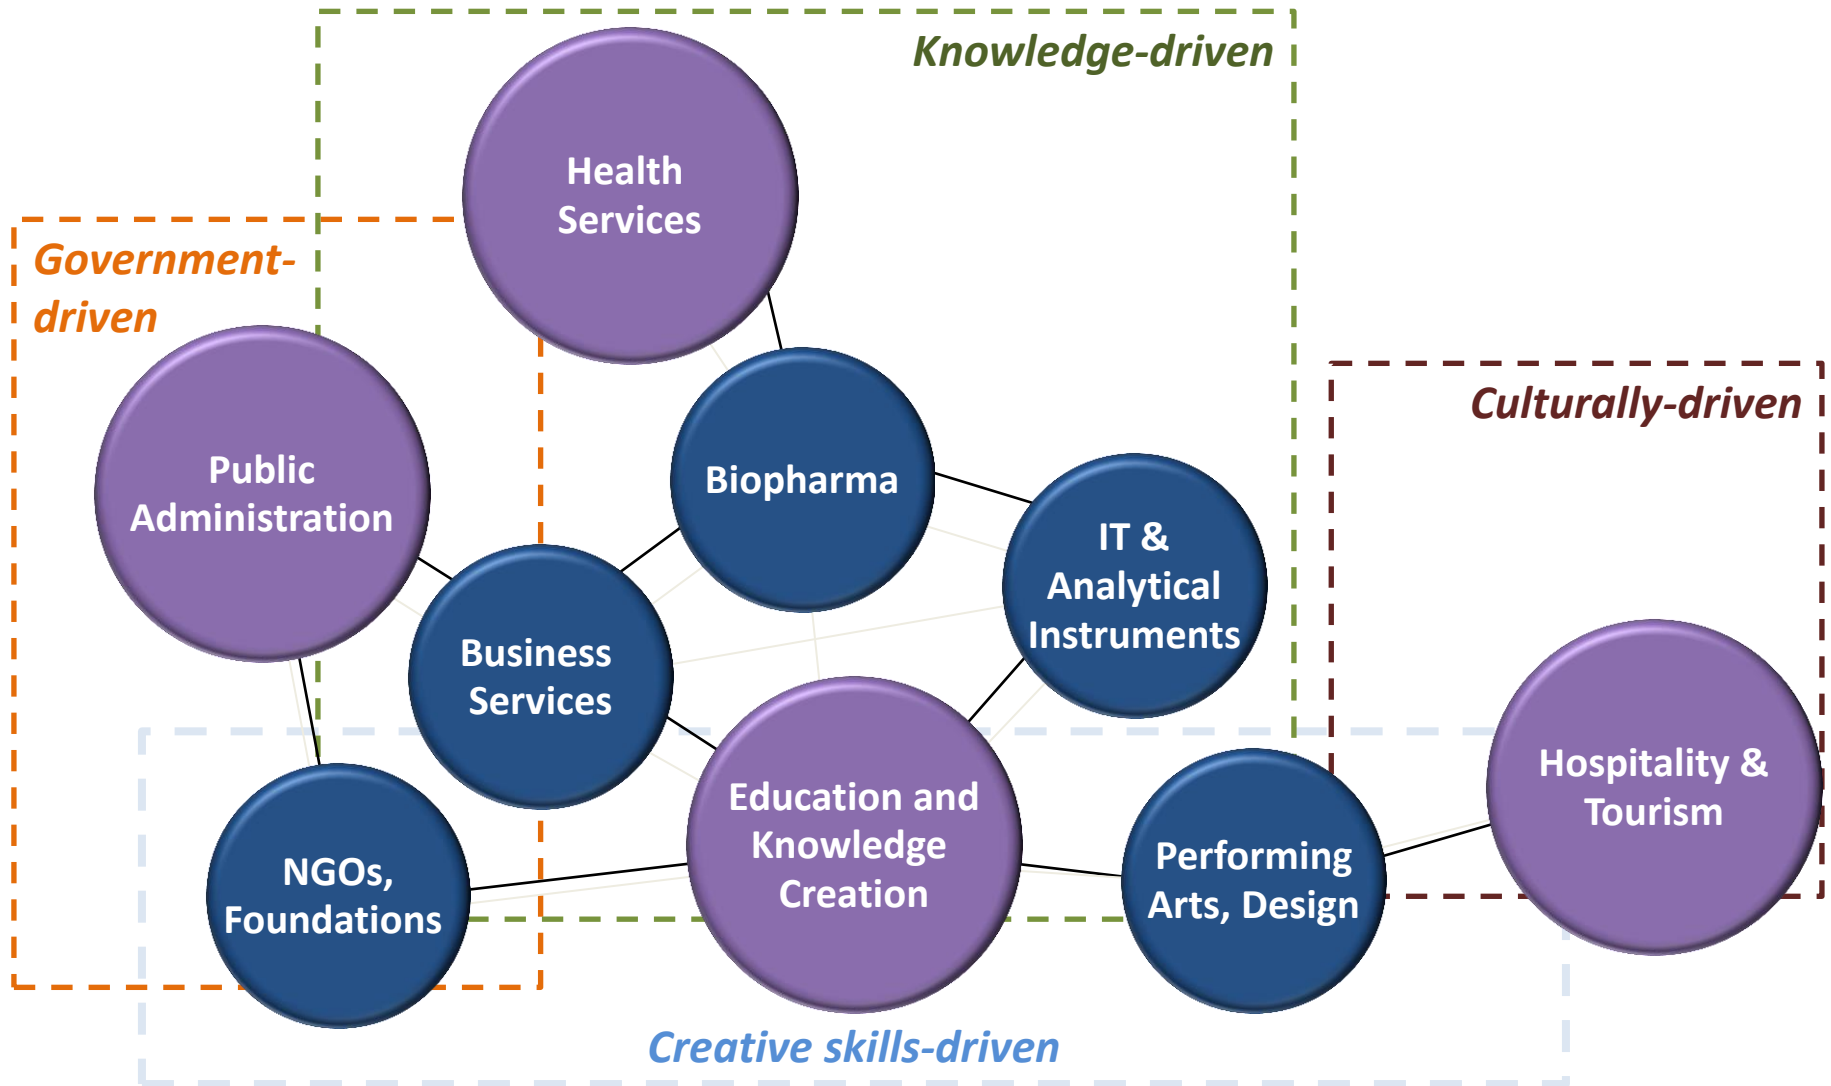 Knowledge-driven
Health
Services
Government-
driven
Culturally-driven
Public
Administration
Biopharma
IT &
Analytical
Instruments
Business
Services
Hospitality &
Tourism
Education and
Knowledge
Creation
Performing
Arts, Design
NGOs,
Foundations
Creative skills-driven